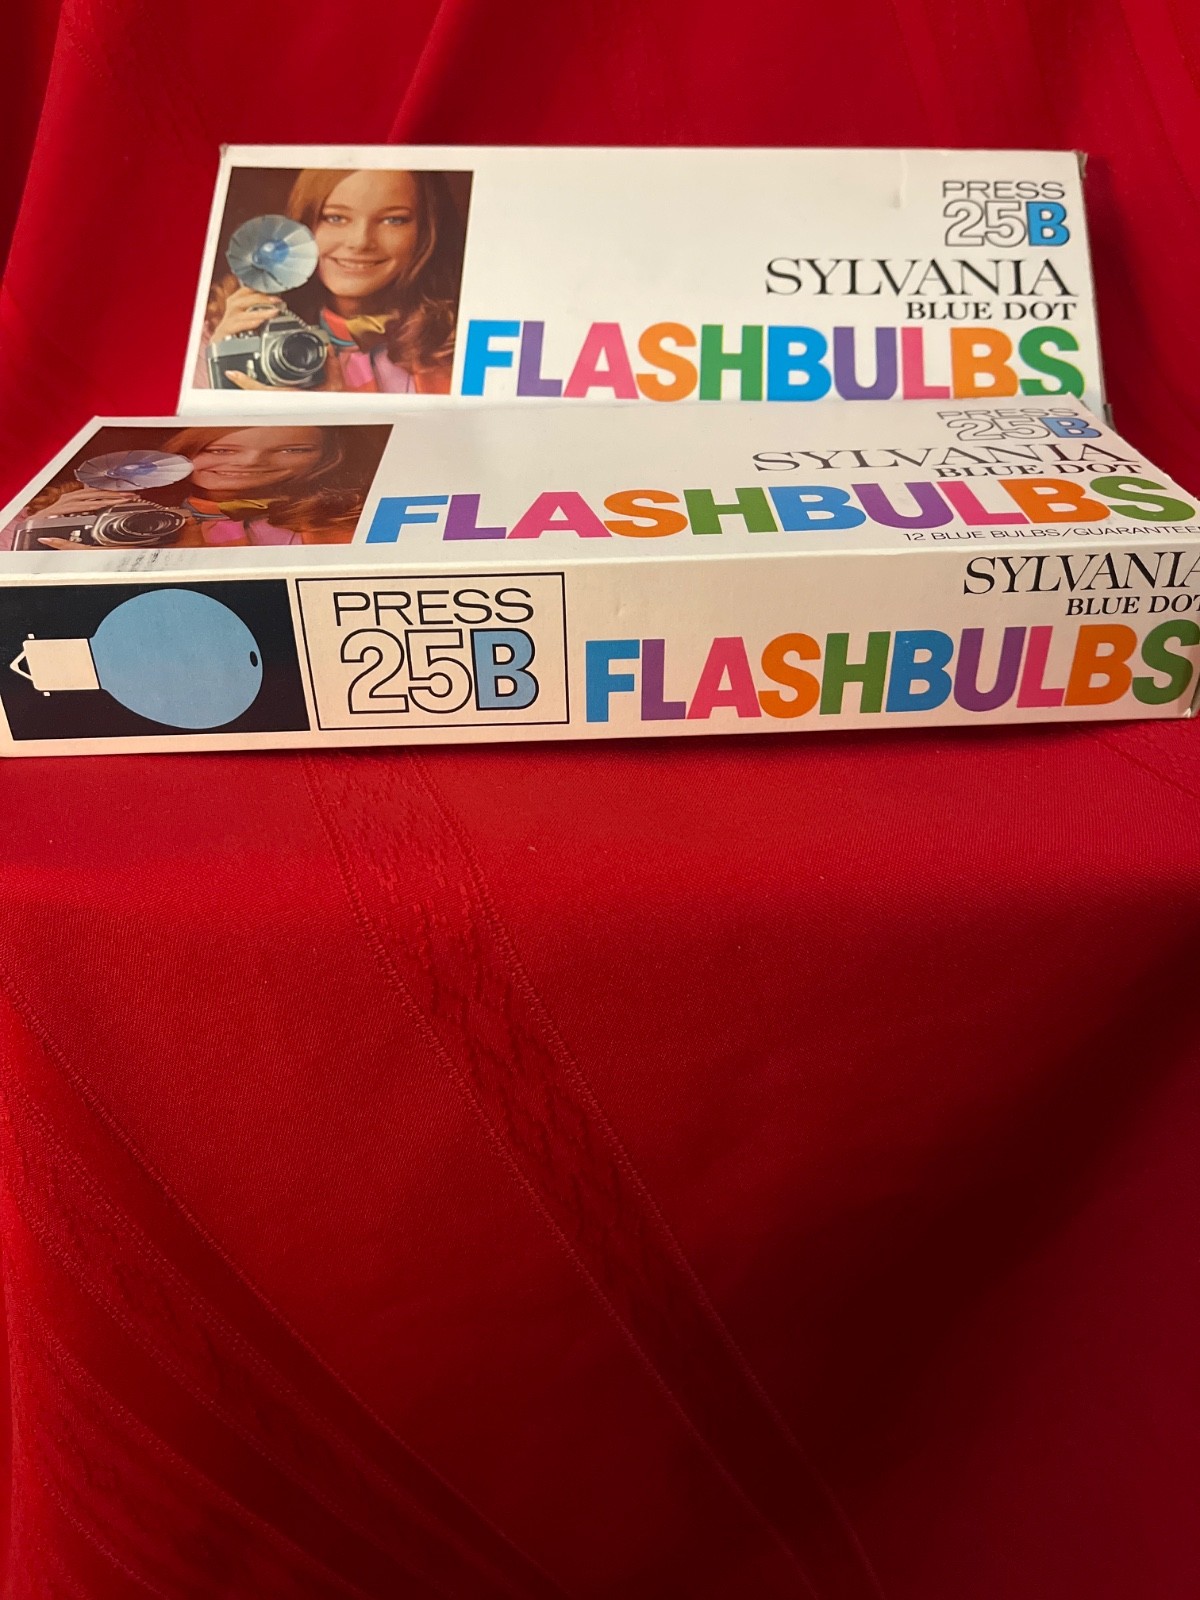 PRESS
25B
SYLVANIA
BLUE DOT
FLASHBULBS
PRESS
25B
SYLVANIA
BLUE DOT
FLASHBULBS
12 BLUE BULBS/GUARANTEE
SYLVANIA
BLUE DOT
PRESS
25B
FLASHBULBS